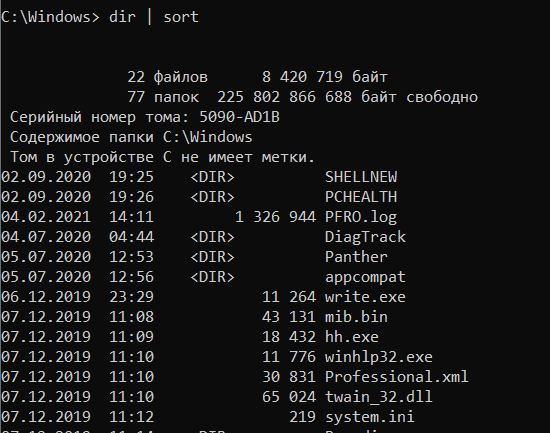 C:\Windows> dir | sort
22 файлов 8 420 719 байт
77 папок 225 802 866 688 байт свободно
Серийный номер тома: 5090-AD1B
Содержимое папки C:\Windows
Том в устройстве C не имеет метки.
02.09.2020 19:25 <DIR> SHELLNEW
02.09.2020 19:26 <DIR> PCHEALTH
04.02.2021 14:11 1 326 944 PFRO.log
04.07.2020 04:44 <DIR> DiagTrack
05.07.2020 12:53 <DIR> Panther
05.07.2020 12:56 <DIR> appcompat
06.12.2019 23:29 11 264 write.exe
07.12.2019 11:08 43 131 mib.bin
07.12.2019 11:09 18 432 hh.exe
07.12.2019 11:10 11 776 winhlp32.exe
07.12.2019 11:10 30 831 Professional.xml
07.12.2019 11:10 65 024 twain_32.dll
07.12.2019 11:12 219 system.ini
07.12.2019 11:14 <DIR>